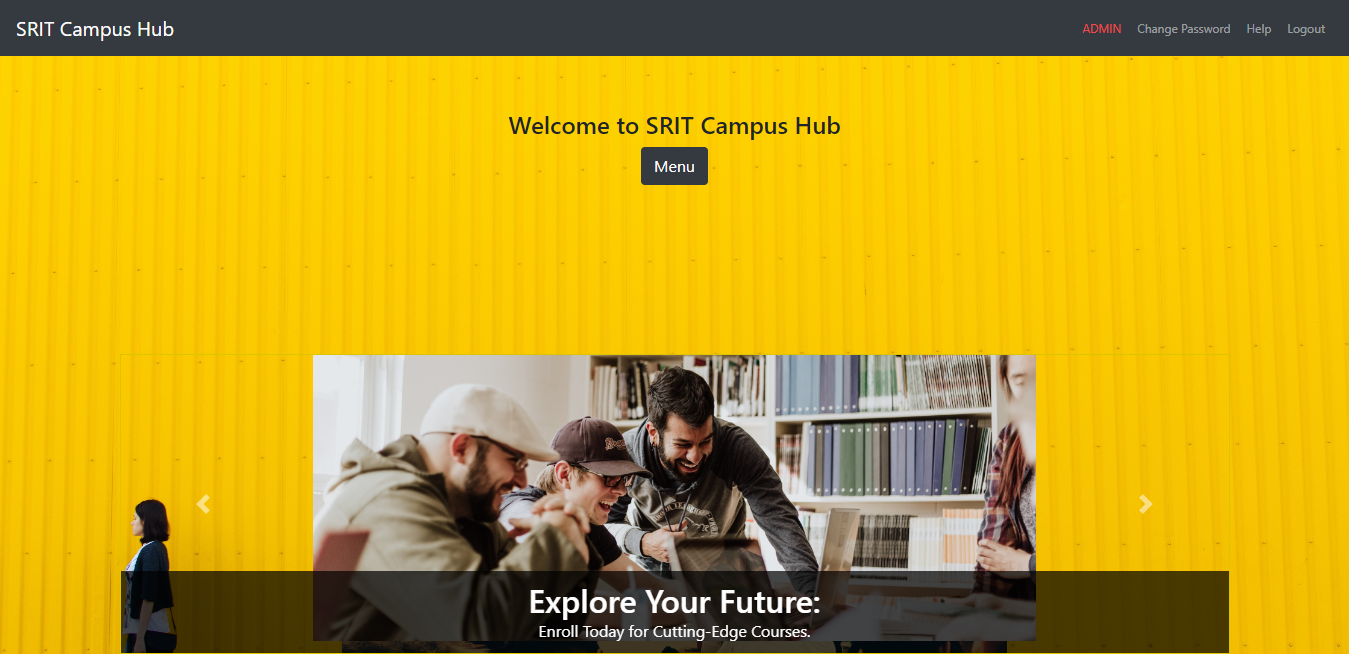 SRIT Campus Hub
ADMIN Change Password Help Logout
Welcome to SRIT Campus Hub
Menu
Explore Your Future:
Enroll Today for Cutting-Edge Courses.